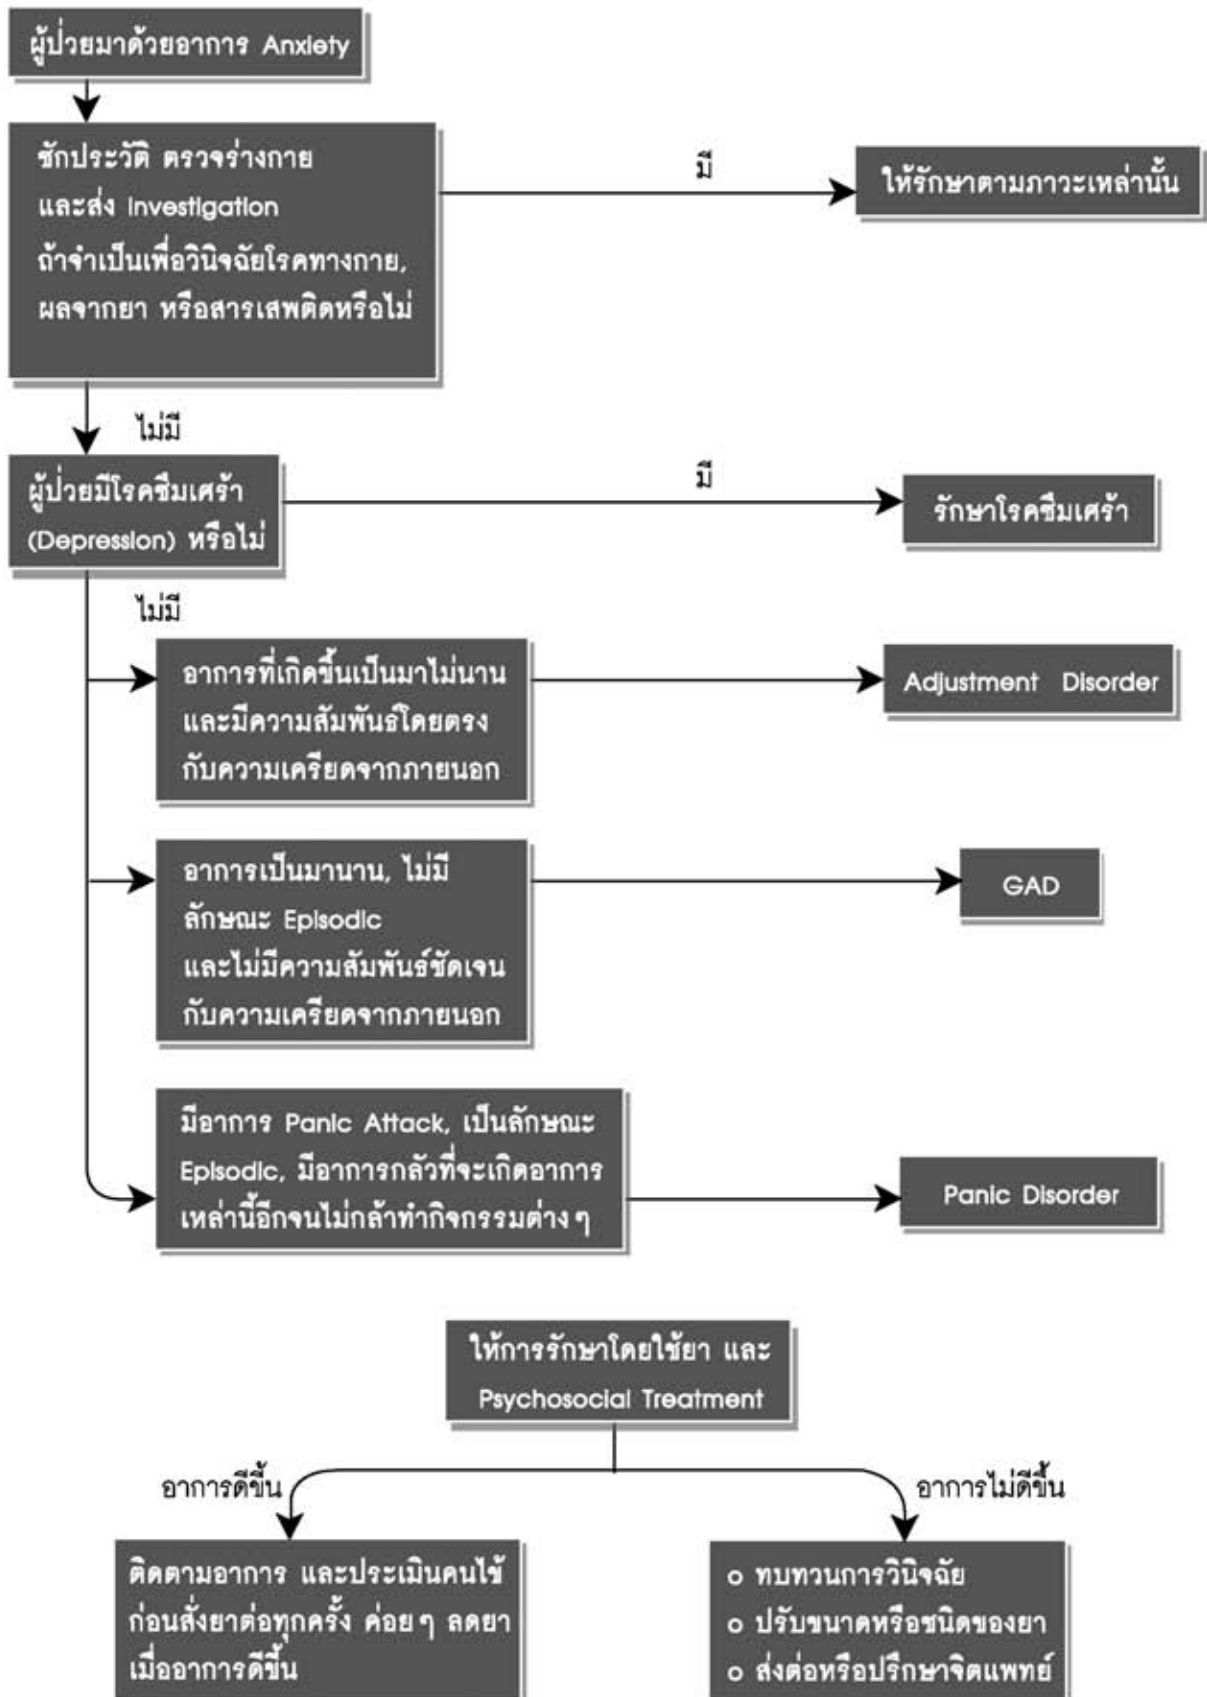 ผู้ป่วยมาด้วยอาการ Anxiety
ซักประวัติ ตรวจร่างกาย
และส่ง Investigation
ถ้าจำเป็นเพื่อวินิจฉัยโรคทางกาย,
ผลจากยา หรือสารเสพติดหรือไม่
มี
ให้รักษาตามภาวะเหล่านั้น
ไม่มี
ผู้ป่วยมีโรคซึมเศร้า
(Depression) หรือไม่
มี
รักษาโรคซึมเศร้า
ไม่มี
อาการที่เกิดขึ้นเป็นมาไม่นาน
และมีความสัมพันธ์โดยตรง
กับความเครียดจากภายนอก
Adjustment Disorder
อาการเป็นมานาน, ไม่มี
ลักษณะ Episodic
และไม่มีความสัมพันธ์ชัดเจน
กับความเครียดจากภายนอก
GAD
มีอาการ Panic Attack, เป็นลักษณะ
Episodic, มีอาการกลัวที่จะเกิดอาการ
เหล่านี้อีกจนไม่กล้าทำกิจกรรมต่างๆ
Panic Disorder
ให้การรักษาโดยใช้ยา และ
Psychosocial Treatment
อาการดีขึ้น
อาการไม่ดีขึ้น
ติดตามอาการ และประเมินคนไข้
ก่อนสั่งยาต่อทุกครั้ง ค่อยๆ ลดยา
เมื่ออาการดีขึ้น
o ทบทวนการวินิจฉัย
o ปรับขนาดหรือชนิดของยา
o ส่งต่อหรือปรึกษาจิตแพทย์